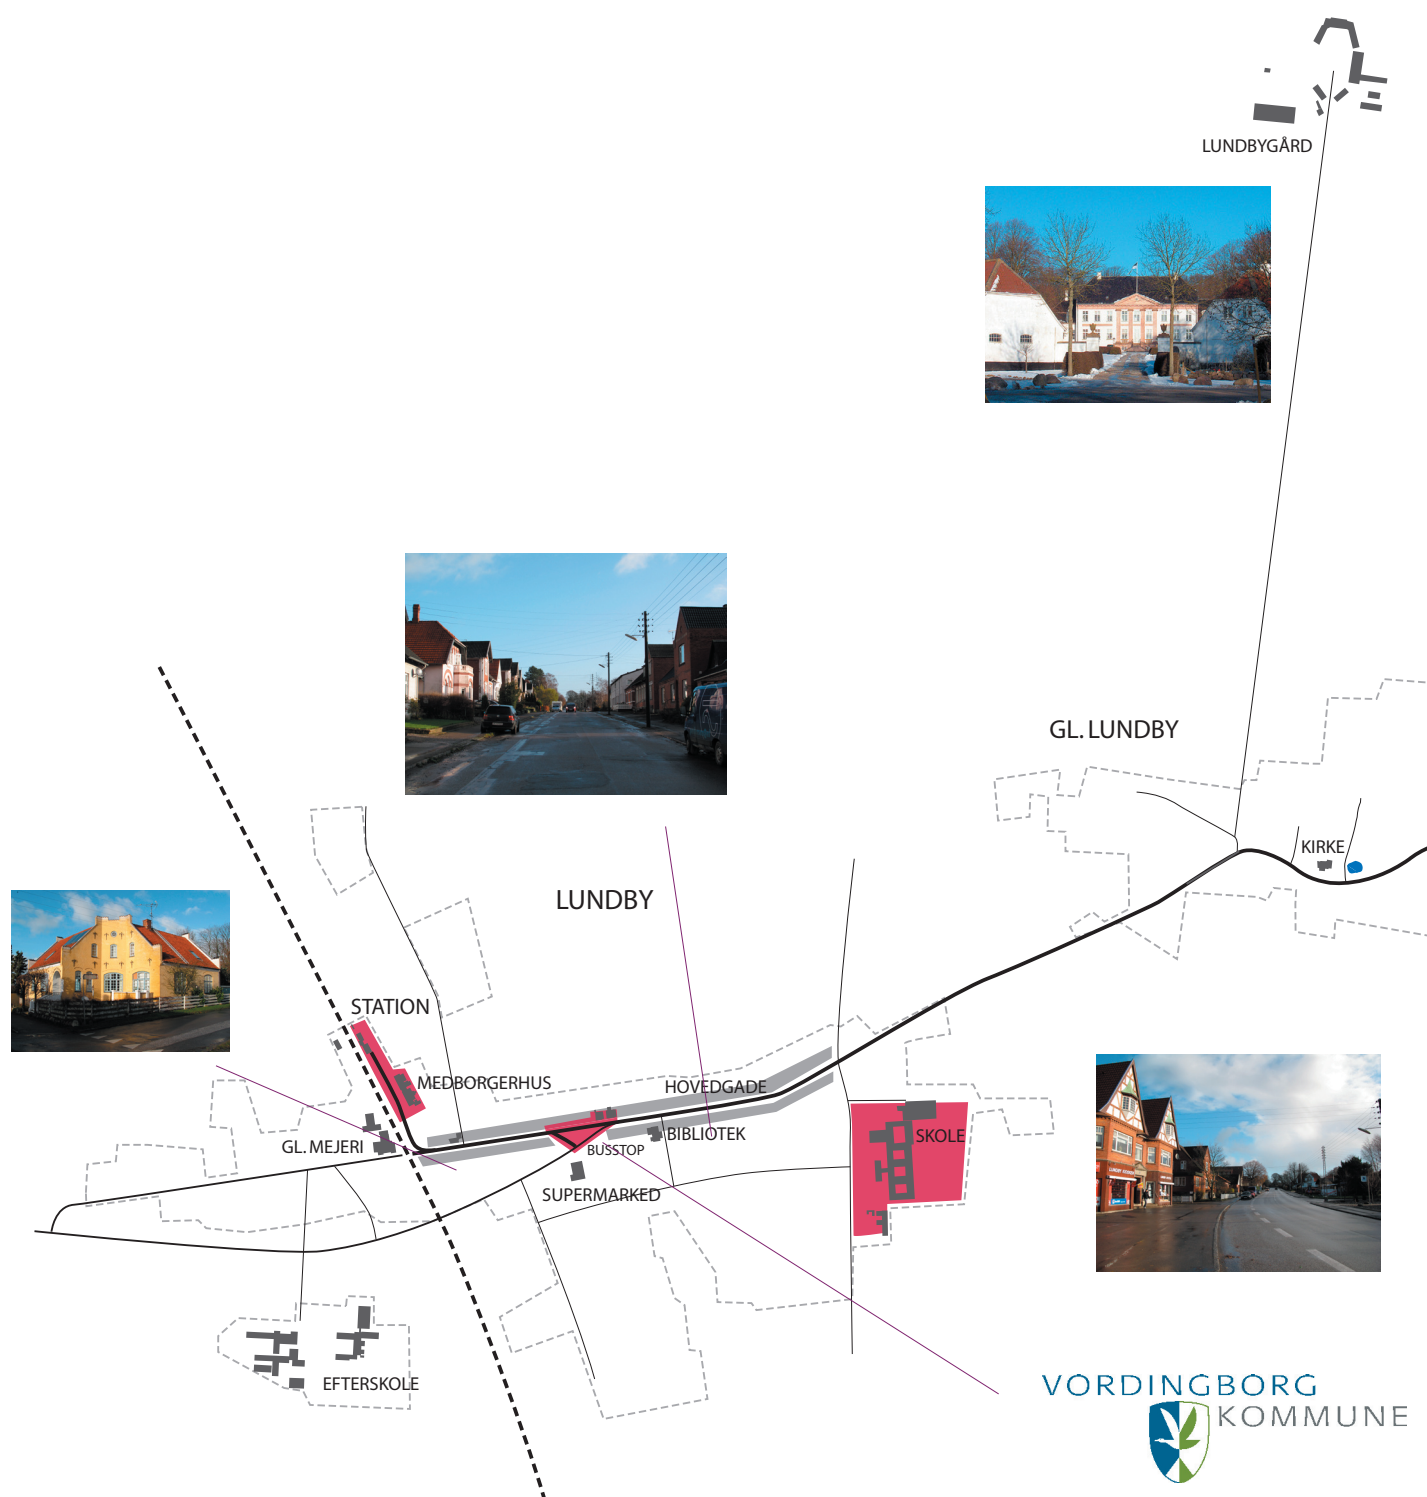 LUNDBYGÅRD
GL. LUNDBY
KIRKE
LUNDBY
STATION
MEDBORGERHUS
HOVEDGADE
GL. MEJERI
BIBLIOTEK
BUSSTOP
SKOLE
SUPERMARKED
EFTERSKOLE
VORDINGBORG
KOMMUNE